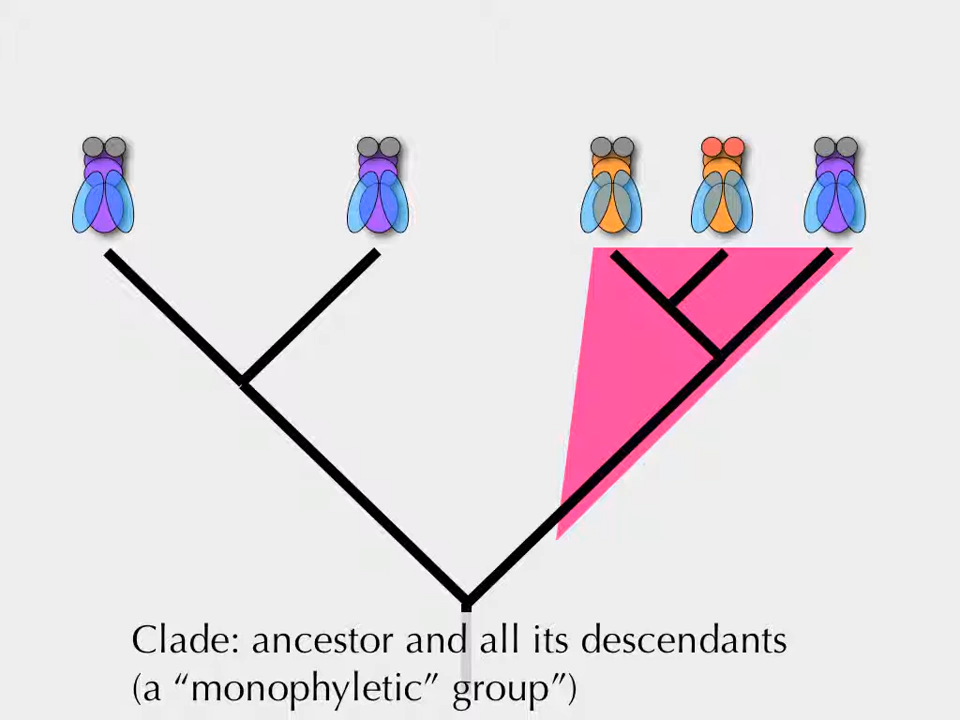 Clade: ancestor and all its descendants
(a “monophyletic” group”)